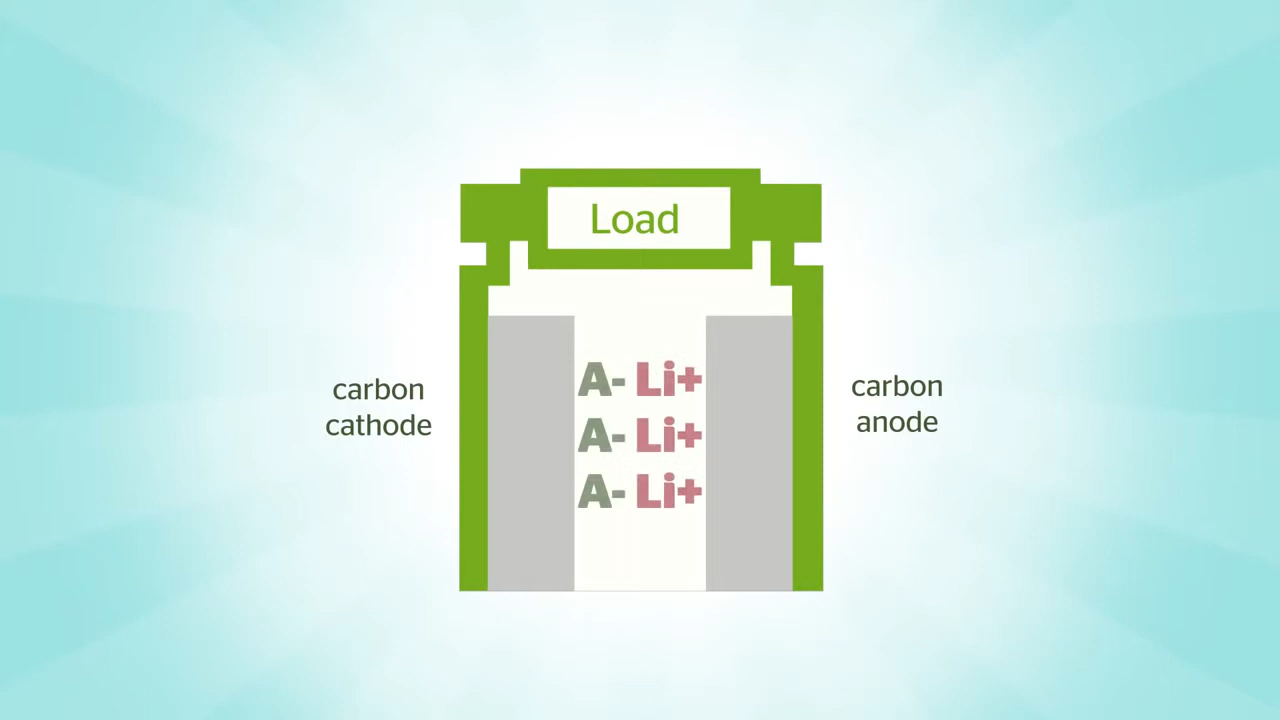 Load
carbon
cathode
A- Li+
A- Li+
A- Li+
carbon
anode